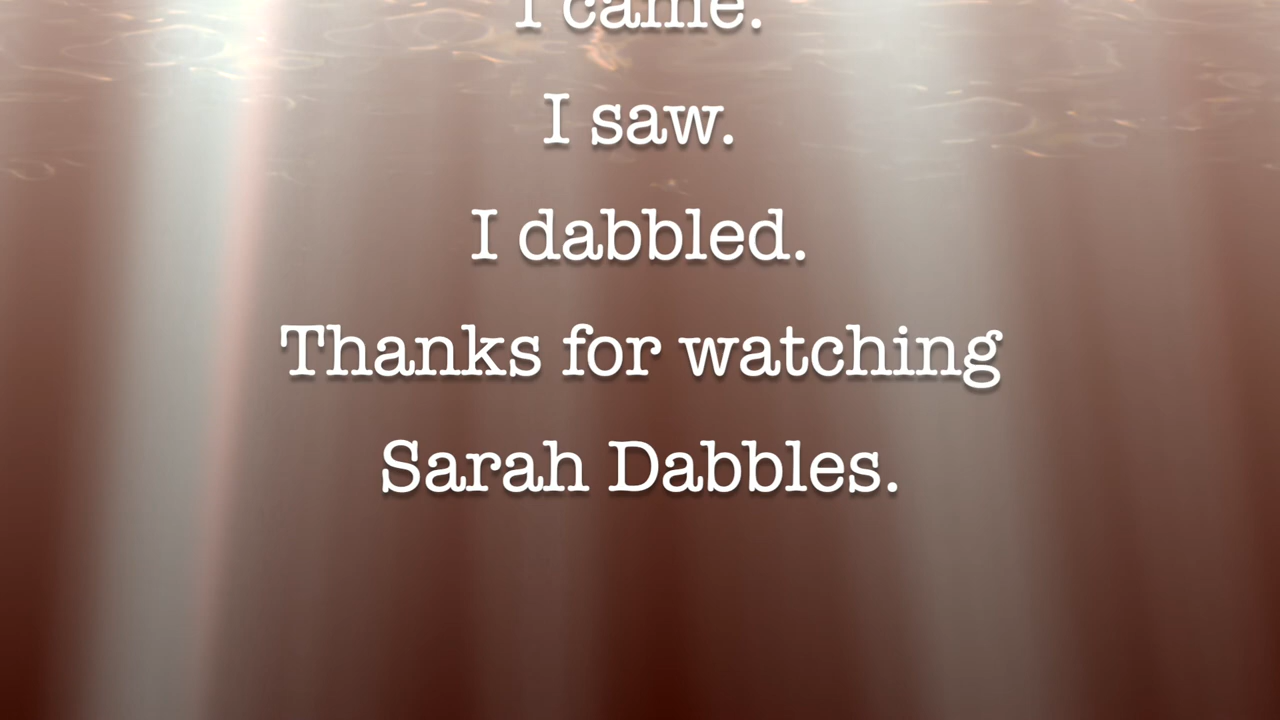 I came.
I saw.
I dabbled.
Thanks for watching
Sarah Dabbles.